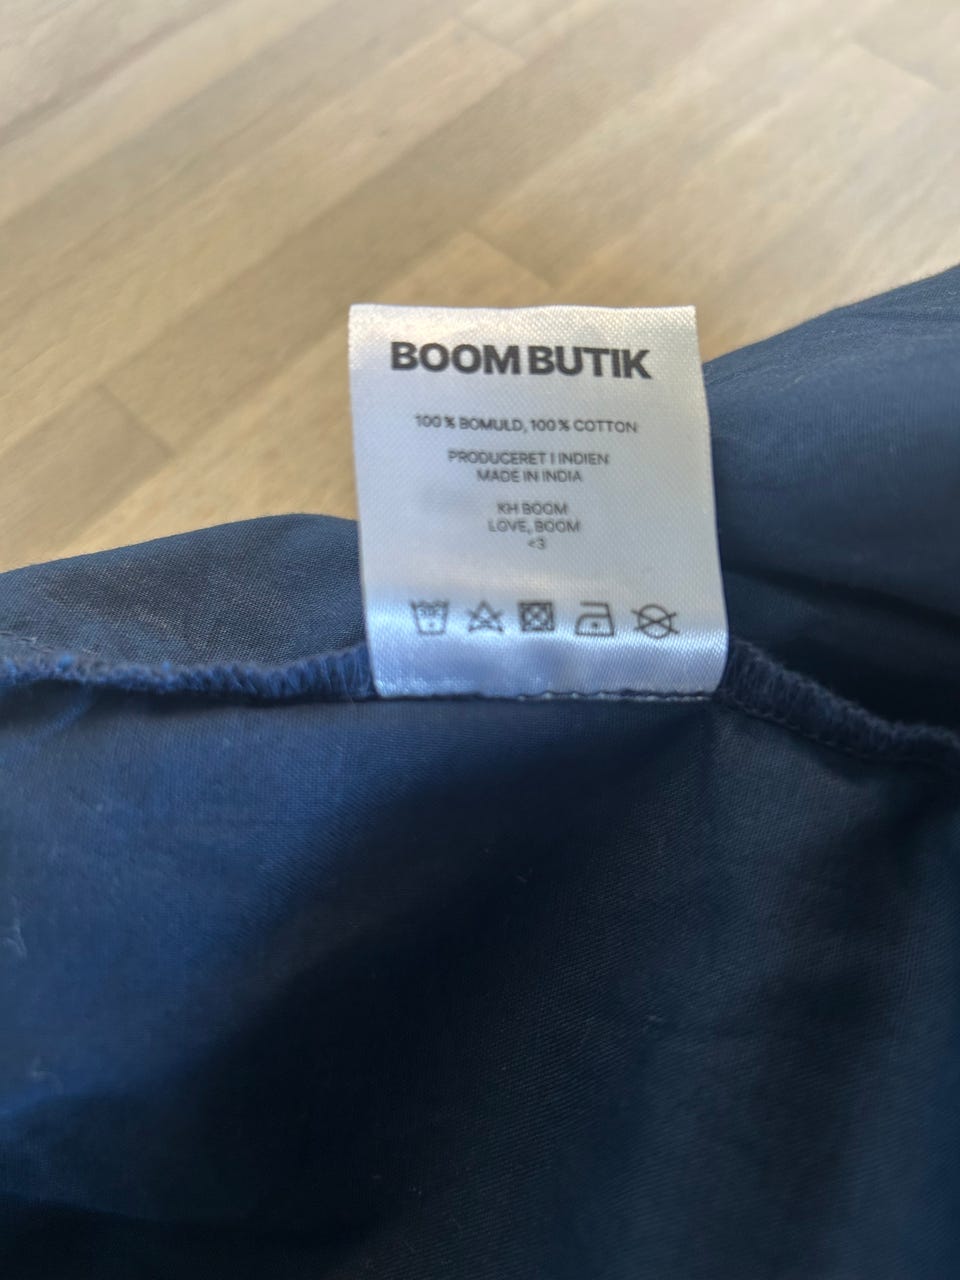 BOOM BUTIK
100 % BOMULD, 100 % COTTON
PRODUCERET I INDIEN
MADE IN INDIA
KH BOOM
LOVE, BOOM
<3